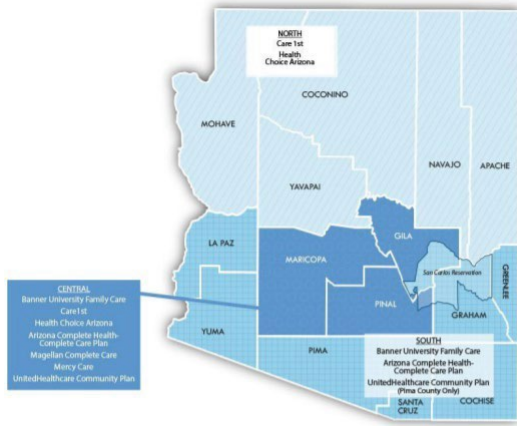 NORTH
Care 1st
Health
Choice Arizona
COCONINO
MOHAVE
NAVAJO
APACHE
YAVAPAI
GILA
LA PAZ
MARICOPA
San Carlos Reservation
GREENLEE
PINAL
GRAHAM
YUMA
PIMA
CENTRAL
Banner University Family Care
Care1st
Health Choice Arizona
Arizona Complete Health-
Complete Care Plan
Magellan Complete Care
Mercy Care
UnitedHealthcare Community Plan
SOUTH
Banner University Family Care
Arizona Complete Health-
Complete Care Plan
UnitedHealthcare Community Plan
(Pima County Only)
SANTA
CRUZ
COCHISE